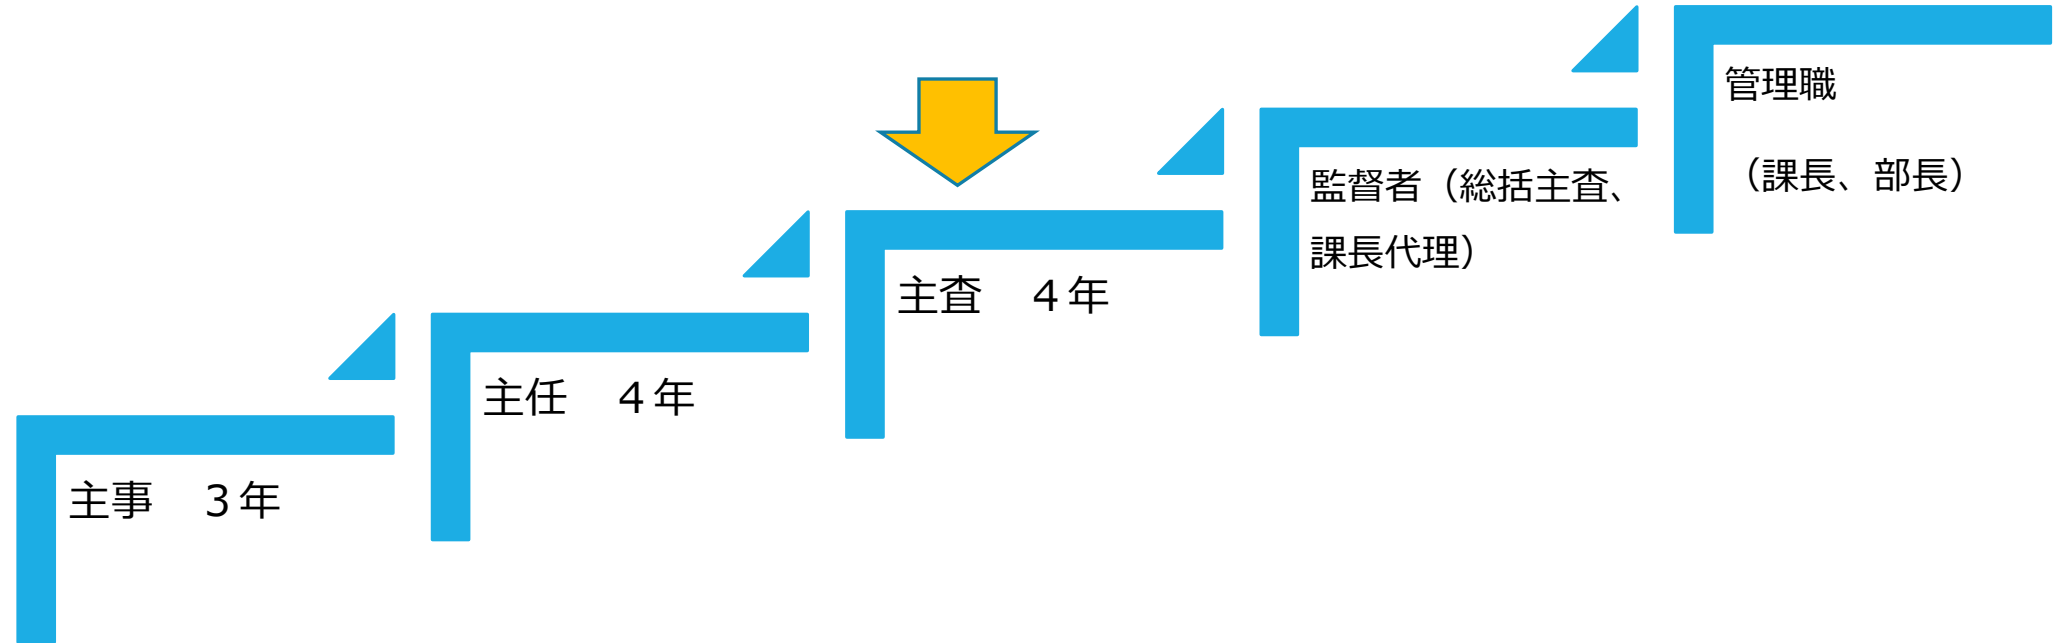 主事　３年
主任　４年
主査　４年
監督者（総括主査、
課長代理）
管理職
（課長、部長）